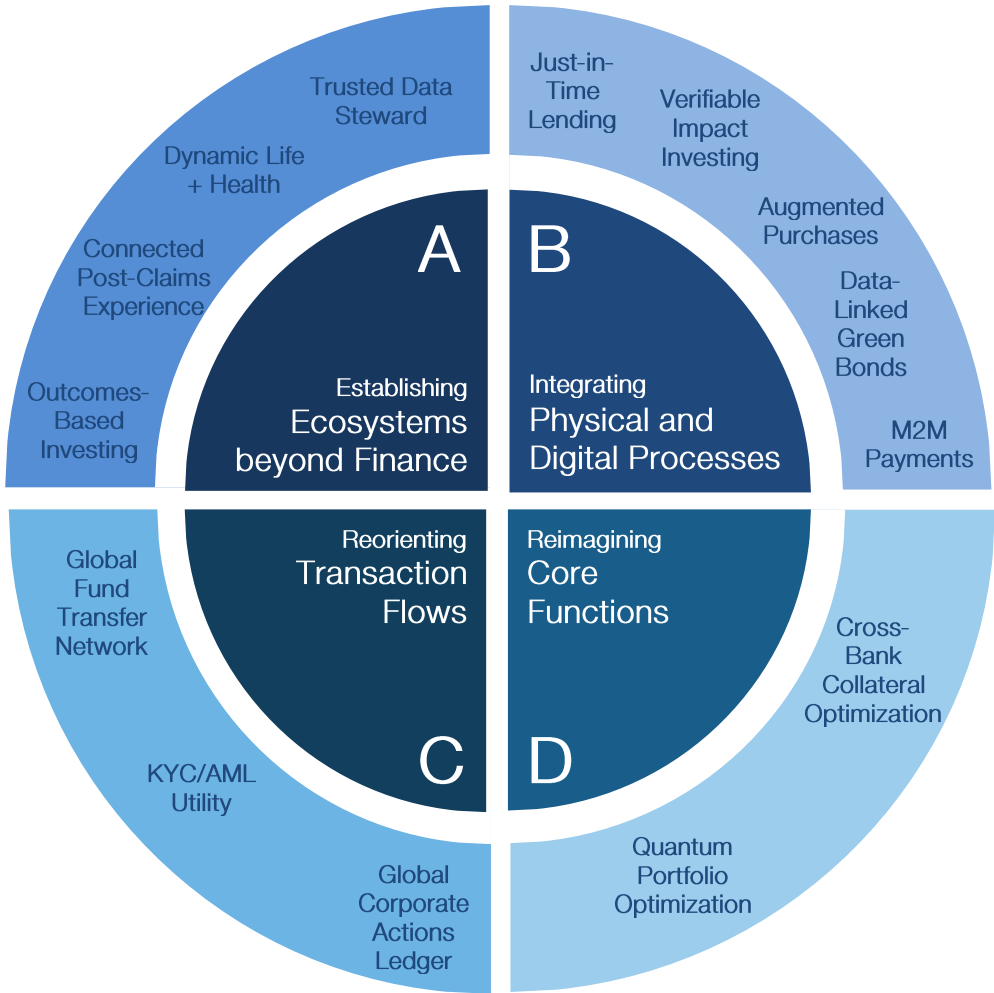 Trusted Data
Steward
Dynamic Life
+ Health
Connected
Post-Claims
Experience
Outcomes-
Based
Investing
A
Establishing
Ecosystems
beyond Finance
Just-in-
Time
Lending
Verifiable
Impact
Investing
Augmented
Purchases
Data-
Linked
Green
Bonds
M2M
Payments
B
Integrating
Physical and
Digital Processes
Global
Fund
Transfer
Network
KYC/AML
Utility
Global
Corporate
Actions
Ledger
Reorienting
Transaction
Flows
C
Reimagining
Core
Functions
D
Cross-
Bank
Collateral
Optimization
Quantum
Portfolio
Optimization